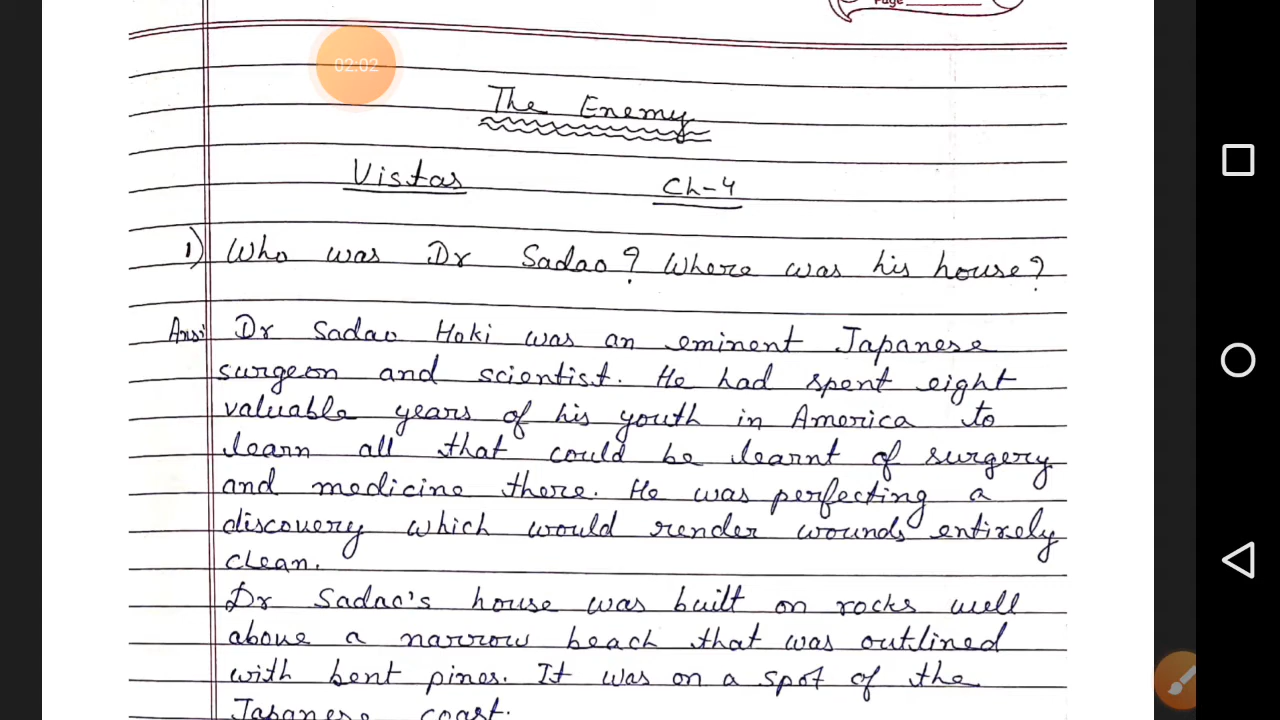 Page
02:02
The Enemy
Vistas Ch-4
1) Who was Dr Sadao? Where was his house?
Ans: Dr Sadao Hoki was an eminent Japanese
surgeon and scientist. He had spent eight
valuable years of his youth in America to
learn all that could be learnt of surgery
and medicine there. He was perfecting a
discovery which would render wounds entirely
clean.
Dr Sadao's house was built on rocks well
above a narrow beach that was outlined
with bent pines. It was on a spot of the
Japanese coast.